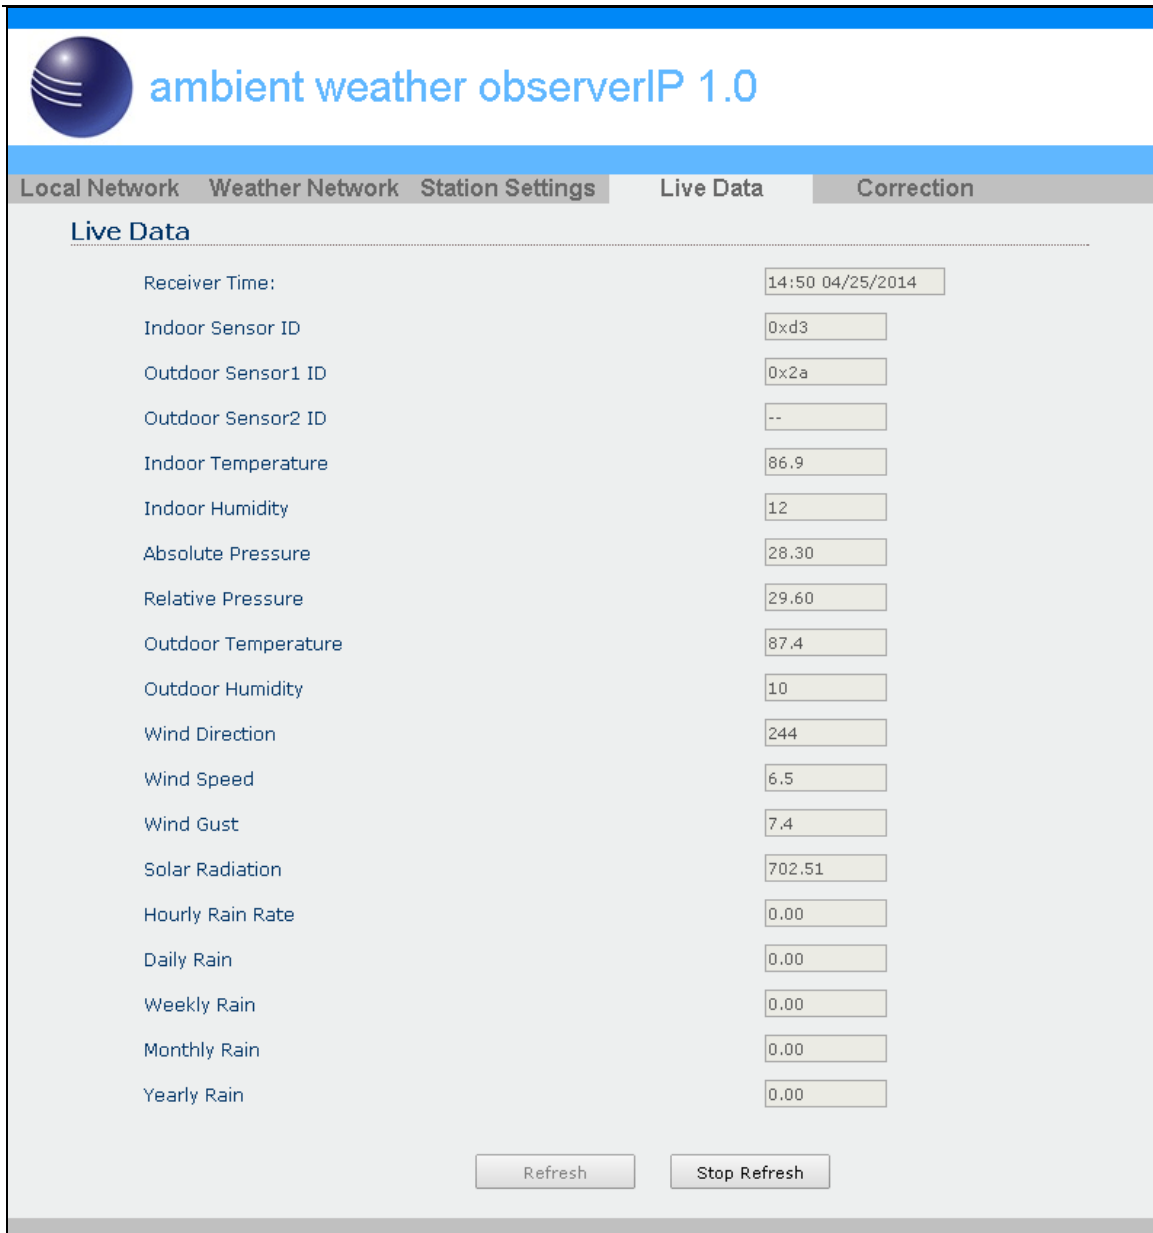 ambient weather observerIP 1.0
Local Network Weather Network Station Settings Live Data Correction
Live Data
Receiver Time: 14:50 04/25/2014
Indoor Sensor ID 0xd3
Outdoor Sensor1 ID 0x2a
Outdoor Sensor2 ID --
Indoor Temperature 86.9
Indoor Humidity 12
Absolute Pressure 28.30
Relative Pressure 29.60
Outdoor Temperature 87.4
Outdoor Humidity 10
Wind Direction 244
Wind Speed 6.5
Wind Gust 7.4
Solar Radiation 702.51
Hourly Rain Rate 0.00
Daily Rain 0.00
Weekly Rain 0.00
Monthly Rain 0.00
Yearly Rain 0.00
Refresh Stop Refresh